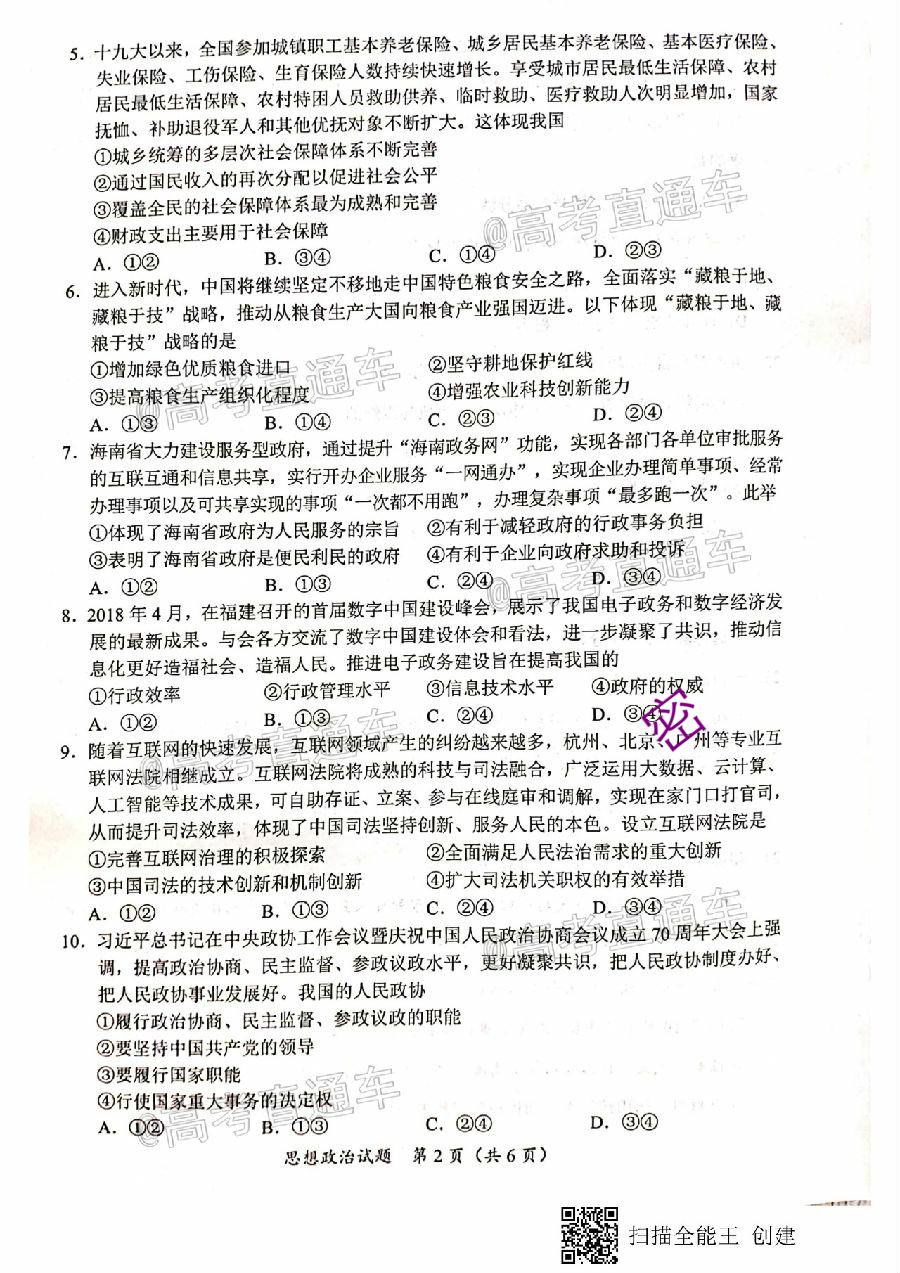 5. 十九大以来，全国参加城镇职工基本养老保险、城乡居民基本养老保险、基本医疗保险、
失业保险、工伤保险、生育保险人数持续快速增长。享受城市居民最低生活保障、农村
居民最低生活保障、农村特困人员救助供养、临时救助、医疗救助人次明显增加，国家
抚恤、补助退役军人和其他优抚对象不断扩大。这体现我国
①城乡统筹的多层次社会保障体系不断完善
②通过国民收入的再次分配以促进社会公平
③覆盖全民的社会保障体系最为成熟和完善
④财政支出主要用于社会保障
A. ①② B. ③④ C. ①④ D. ②③
6. 进入新时代，中国将继续坚定不移地走中国特色粮食安全之路，全面落实“藏粮于地、
藏粮于技”战略，推动从粮食生产大国向粮食产业强国迈进。以下体现“藏粮于地、藏
粮于技”战略的是
①增加绿色优质粮食进口 ②坚守耕地保护红线
③提高粮食生产组织化程度 ④增强农业科技创新能力
A. ①③ B. ①④ C. ②③ D. ②④
7. 海南省大力建设服务型政府，通过提升“海南政务网”功能，实现各部门各单位审批服务
的互联互通和信息共享，实行开办企业服务“一网通办”，实现企业办理简单事项、经常
办理事项以及可共享实现的事项“一次都不用跑”，办理复杂事项“最多跑一次”。此举
①体现了海南省政府为人民服务的宗旨 ②有利于减轻政府的行政事务负担
③表明了海南省政府是便民利民的政府 ④有利于企业向政府求助和投诉
A. ①② B. ①③ C. ②④ D. ③④
8. 2018 年 4 月，在福建召开的首届数字中国建设峰会，展示了我国电子政务和数字经济发
展的最新成果。与会各方交流了数字中国建设体会和看法，进一步凝聚了共识，推动信
息化更好造福社会、造福人民。推进电子政务建设旨在提高我国的
①行政效率 ②行政管理水平 ③信息技术水平 ④政府的权威
A. ①② B. ①③ C. ②④ D. ③④
密
9. 随着互联网的快速发展，互联网领域产生的纠纷越来越多，杭州、北京、广州等专业互
联网法院相继成立。互联网法院将成熟的科技与司法融合，广泛运用大数据、云计算、
人工智能等技术成果，可自助存证、立案、参与在线庭审和调解，实现在家门口打官司，
从而提升司法效率，体现了中国司法坚持创新、服务人民的本色。设立互联网法院是
①完善互联网治理的积极探索 ②全面满足人民法治需求的重大创新
③中国司法的技术创新和机制创新 ④扩大司法机关职权的有效举措
A. ①② B. ①③ C. ②④ D. ③④
10. 习近平总书记在中央政协工作会议暨庆祝中国人民政治协商会议成立 70 周年大会上强
调，提高政治协商、民主监督、参政议政水平，更好凝聚共识，把人民政协制度办好、
把人民政协事业发展好。我国的人民政协
①履行政治协商、民主监督、参政议政的职能
②要坚持中国共产党的领导
③要履行国家职能
④行使国家重大事务的决定权
A. ①② B. ①③ C. ②④ D. ③④
思想政治试题 第 2 页（共 6 页）
扫描全能王 创建
@高考直通车
@高考直通车
@高考直通车
@高考直通车
@高考直通车
@高考直通车